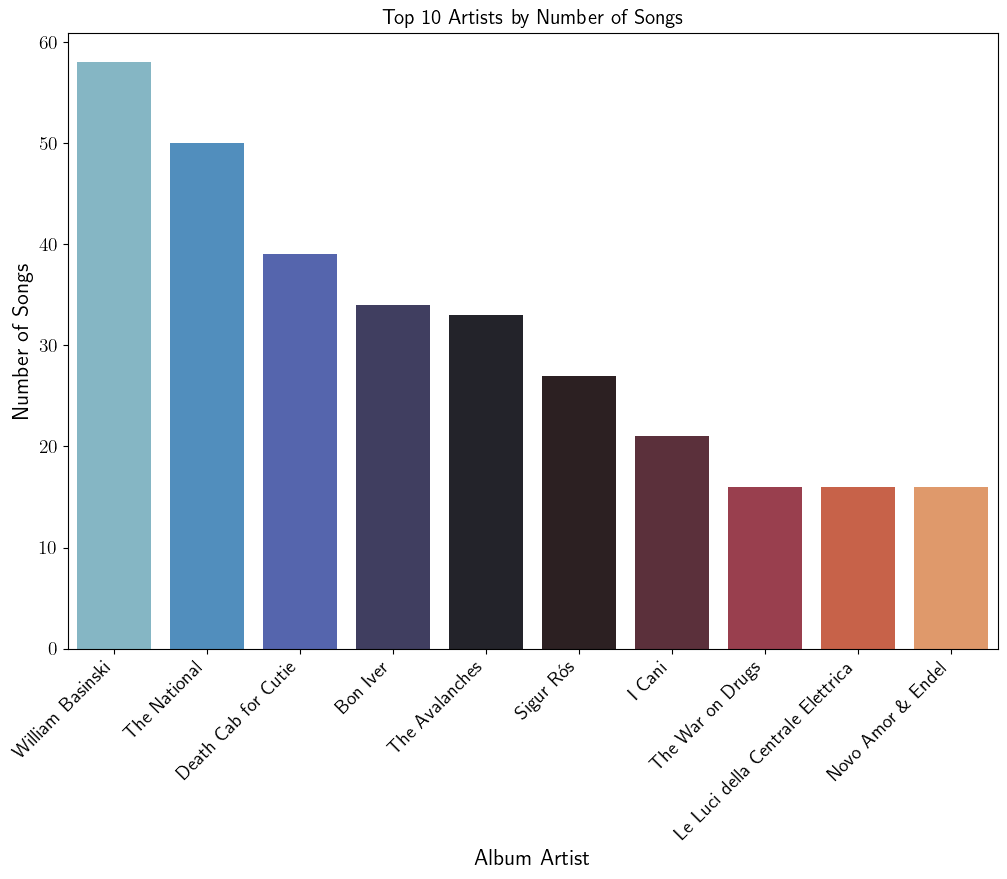 Top 10 Artists by Number of Songs
Number of Songs
60
50
40
30
20
10
0
William Basinski
The National
Death Cab for Cutie
Bon Iver
The Avalanches
Sigur Rós
I Cani
The War on Drugs
Le Luci della Centrale Elettrica
Novo Amor & Endel
Album Artist